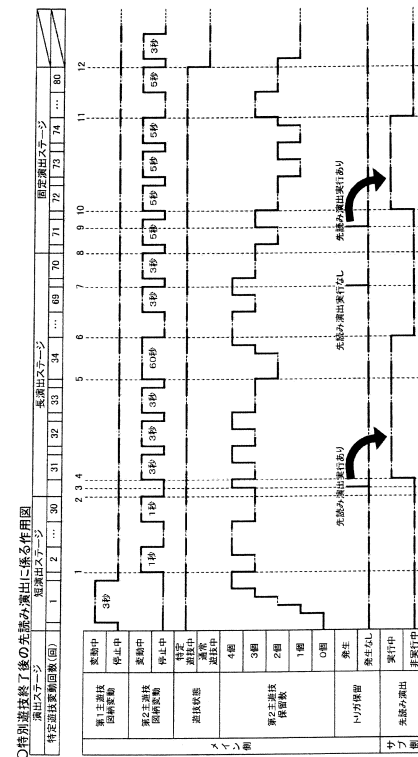 ○特別遊技終了後の先読み演出に係る作用図
演出ステージ 短演出ステージ 長演出ステージ 固定演出ステージ
特定遊技変動回数(回) 1 2 … 30 31 32 33 34 … 69 70 71 72 73 74 … 80
1 2 3 4 5 6 7 8 9 10 11 12
メイン側
第1主遊技図柄変動 変動中 停止中
3秒
第2主遊技図柄変動 変動中 停止中
1秒 1秒 3秒 3秒 3秒 60秒 3秒 3秒 5秒 5秒 5秒 5秒 5秒 3秒
遊技状態 特定遊技中 通常遊技中
第2主遊技保留数 4個 3個 2個 1個 0個
トリガ保留 発生 発生なし
先読み演出実行あり 先読み演出実行なし 先読み演出実行あり
サブ側
先読み演出 実行中 非実行中